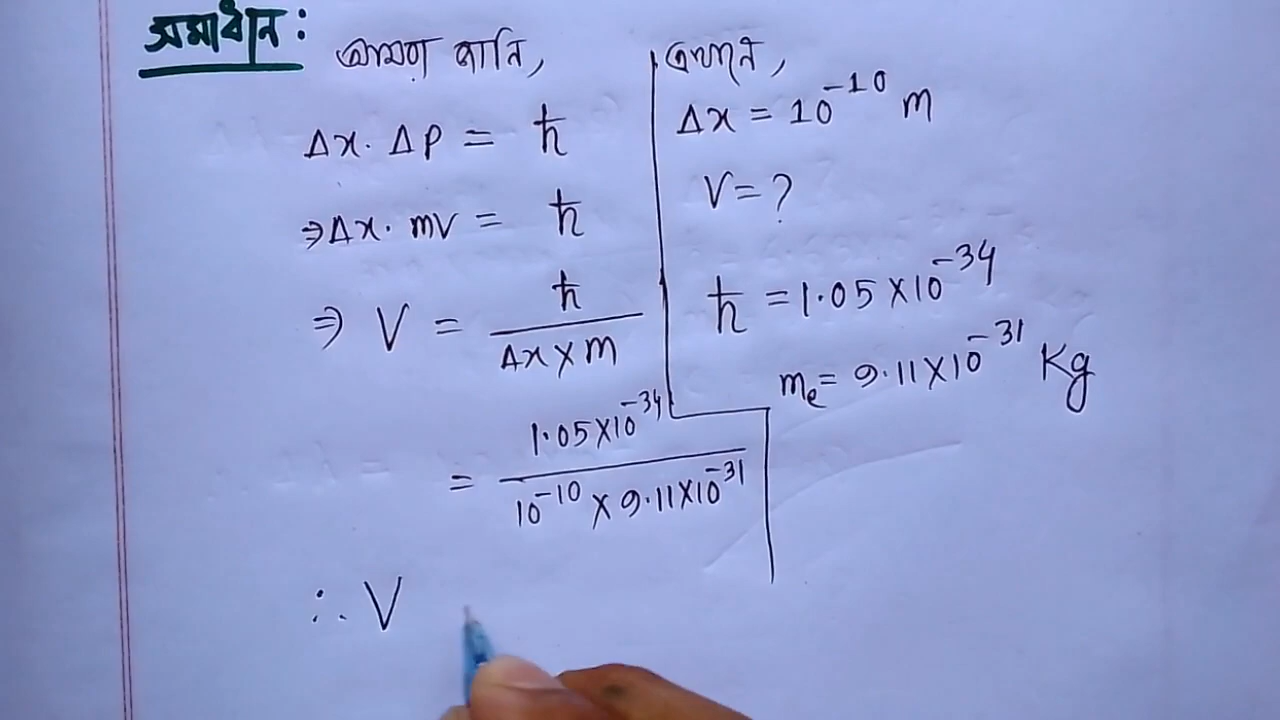 সমাধান:
আমরা জানি,
Δx. Δp = ħ
⇒Δx. mv = ħ
⇒ V = ħ / Δx×m
= 1.05×10^-34 / 10^-10 × 9.11×10^-31
∴ V
এখানে,
Δx = 10^-10 m
V = ?
ħ = 1.05×10^-34
m_e = 9.11×10^-31 Kg